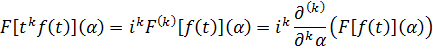 F[t^k f(t)](α) = i^k F^(k)[f(t)](α) = i^k ∂^(k)/∂^k α (F[f(t)](α))